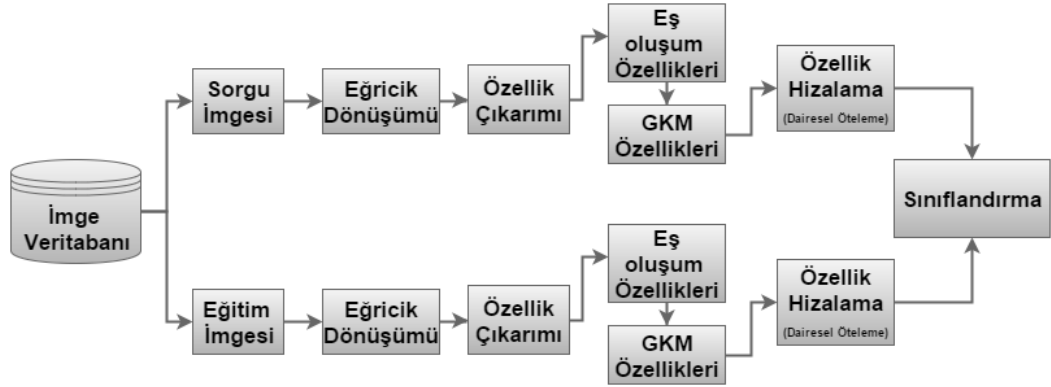 Sorgu
İmgesi
Eğricik
Dönüşümü
Özellik
Çıkarımı
Eş
oluşum
Özellikleri
GKM
Özellikleri
Özellik
Hizalama
(Dairesel Öteleme)
İmge
Veritabanı
Sınıflandırma
Eğitim
İmgesi
Eğricik
Dönüşümü
Özellik
Çıkarımı
Eş
oluşum
Özellikleri
GKM
Özellikleri
Özellik
Hizalama
(Dairesel Öteleme)